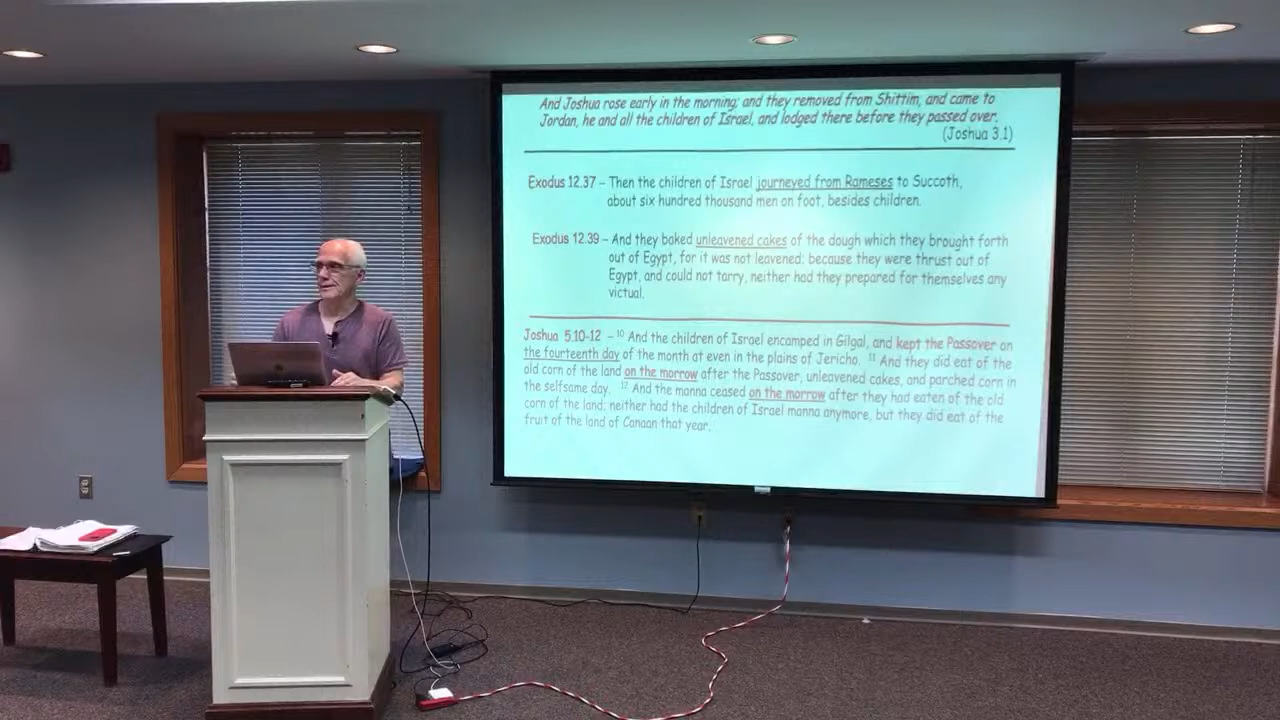 And Joshua rose early in the morning; and they removed from Shittim, and came to
Jordan, he and all the children of Israel, and lodged there before they passed over.
(Joshua 3.1)
Exodus 12.37 – Then the children of Israel journeyed from Rameses to Succoth,
about six hundred thousand men on foot, besides children.
Exodus 12.39 – And they baked unleavened cakes of the dough which they brought forth
out of Egypt, for it was not leavened: because they were thrust out of
Egypt, and could not tarry, neither had they prepared for themselves any
victual.
Joshua 5.10-12 – 10 And the children of Israel encamped in Gilgal, and kept the Passover on
the fourteenth day of the month at even in the plains of Jericho. 11 And they did eat of the
old corn of the land on the morrow after the Passover, unleavened cakes, and parched corn in
the selfsame day. 12 And the manna ceased on the morrow after they had eaten of the old
corn of the land; neither had the children of Israel manna anymore, but they did eat of the
fruit of the land of Canaan that year.